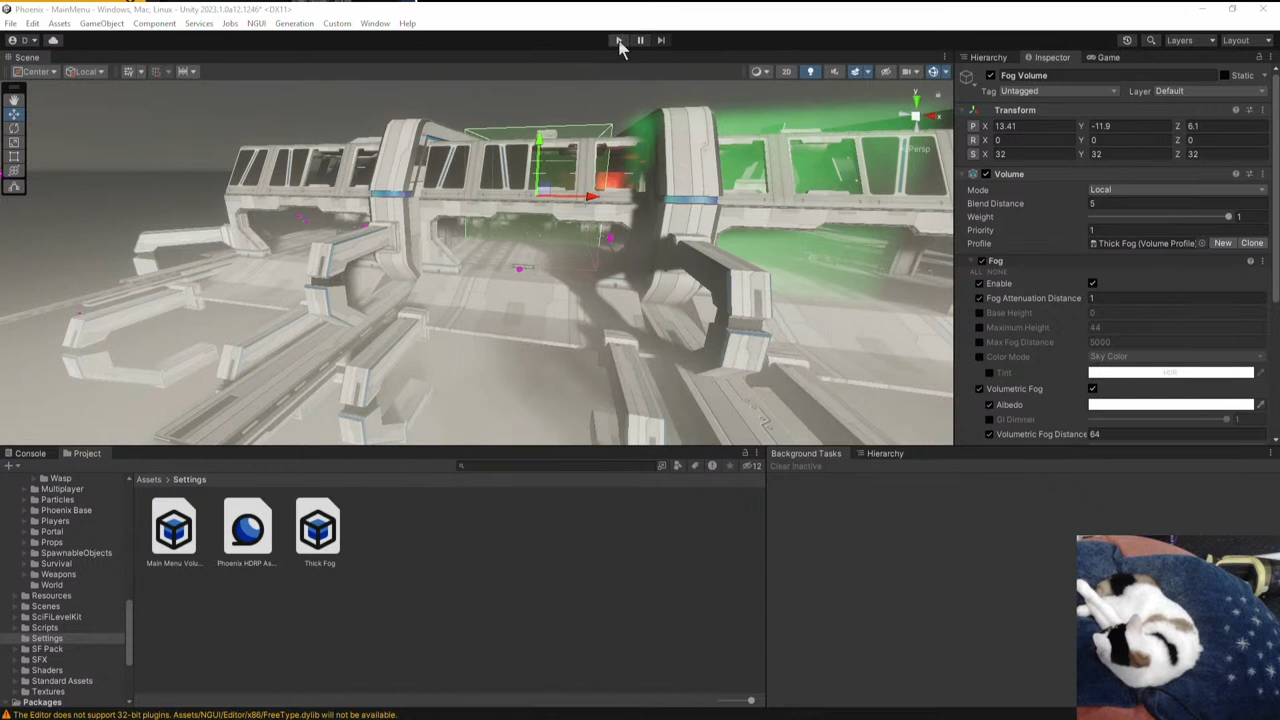 Phoenix - MainMenu - Windows, Mac, Linux - Unity 2023.1.0a12.1246* <DX11>
File Edit Assets GameObject Component Services Jobs NGUI Generation Custom Window Help
D
Layers Layout
Scene
Hierarchy Inspector Game
Center Local 2D
Fog Volume Static
Tag Untagged Layer Default
Transform
P X 13.41 Y -11.9 Z 6.1
R X 0 Y 0 Z 0
S X 32 Y 32 Z 32
y
x
Persp
Volume
Mode Local
Blend Distance 5
Weight 1
Priority 1
Profile Thick Fog (Volume Profile) New Clone
Fog
ALL NONE
Enable
Fog Attenuation Distance 1
Base Height 0
Maximum Height 44
Max Fog Distance 5000
Color Mode Sky Color
Tint HDR
Volumetric Fog
Albedo
GI Dimmer 1
Volumetric Fog Distance 64
Console Project
12
Background Tasks Hierarchy
Clear Inactive
Wasp
Multiplayer
Particles
Phoenix Base
Players
Portal
Props
SpawnableObjects
Survival
Weapons
World
Resources
Scenes
SciFiLevelKit
Scripts
Settings
SF Pack
SFX
Shaders
Standard Assets
Textures
Packages
Assets > Settings
Main Menu Volu... Phoenix HDRP As... Thick Fog
The Editor does not support 32-bit plugins. Assets/NGUI/Editor/x86/FreeType.dylib will not be available.